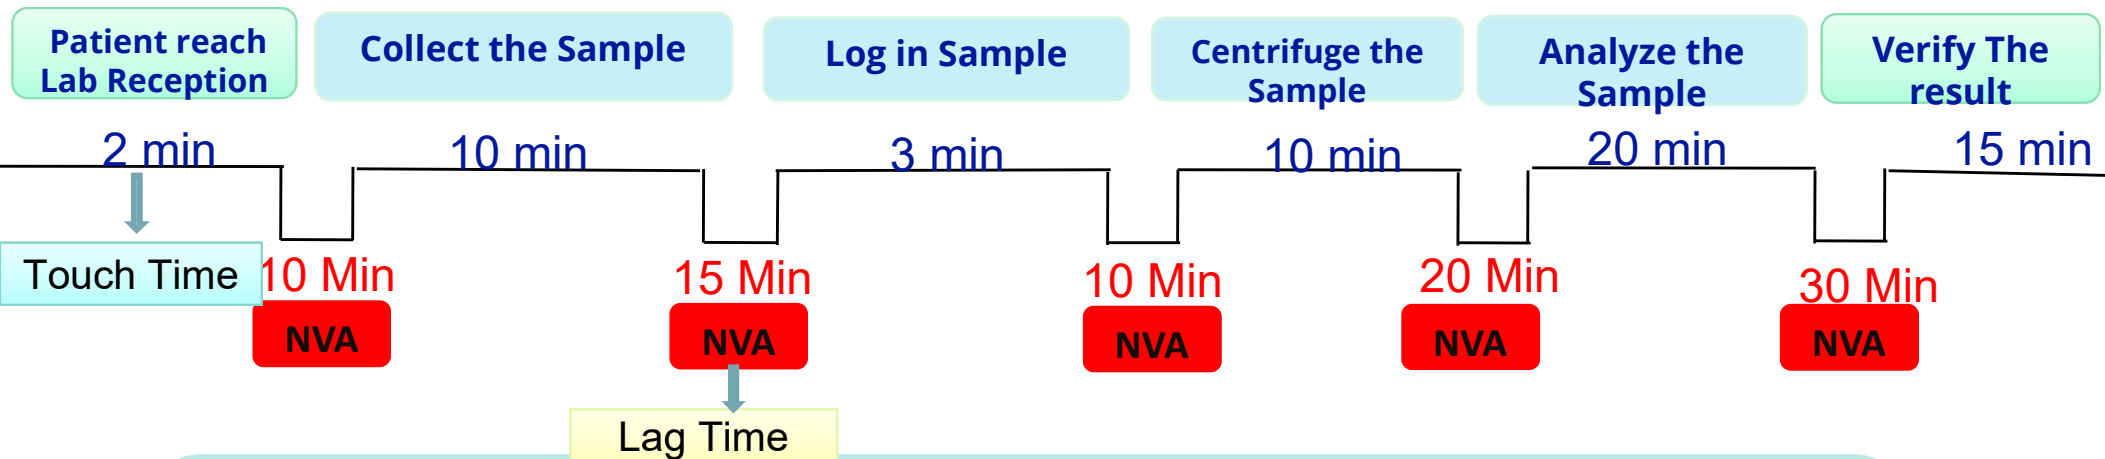 Patient reach
Lab Reception
Collect the Sample
Log in Sample
Centrifuge the
Sample
Analyze the
Sample
Verify The
result
2 min
10 min
3 min
10 min
20 min
15 min
Touch Time
10 Min
15 Min
10 Min
20 Min
30 Min
NVA
NVA
NVA
NVA
NVA
Lag Time